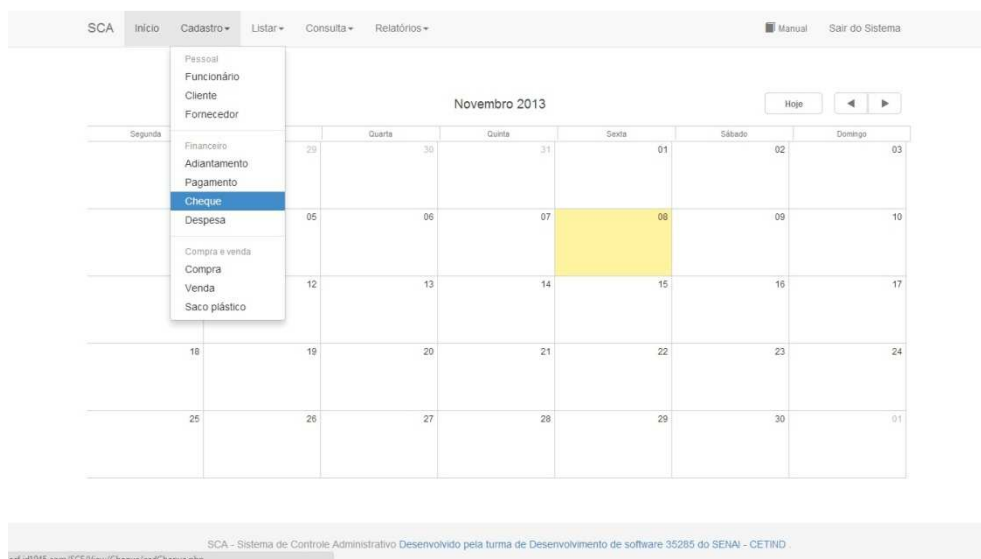 SCA Início Cadastro Listar Consulta Relatórios Manual Sair do Sistema
Pessoal
Funcionário
Cliente
Fornecedor
Financeiro
Adiantamento
Pagamento
Cheque
Despesa
Compra e venda
Compra
Venda
Saco plástico
Novembro 2013
Hoje
Segunda Quarta Quinta Sexta Sábado Domingo
29 30 31 01 02 03
05 06 07 08 09 10
12 13 14 15 16 17
18 19 20 21 22 23 24
25 26 27 28 29 30 01
SCA - Sistema de Controle Administrativo Desenvolvido pela turma de Desenvolvimento de software 35285 do SENAI - CETIND .